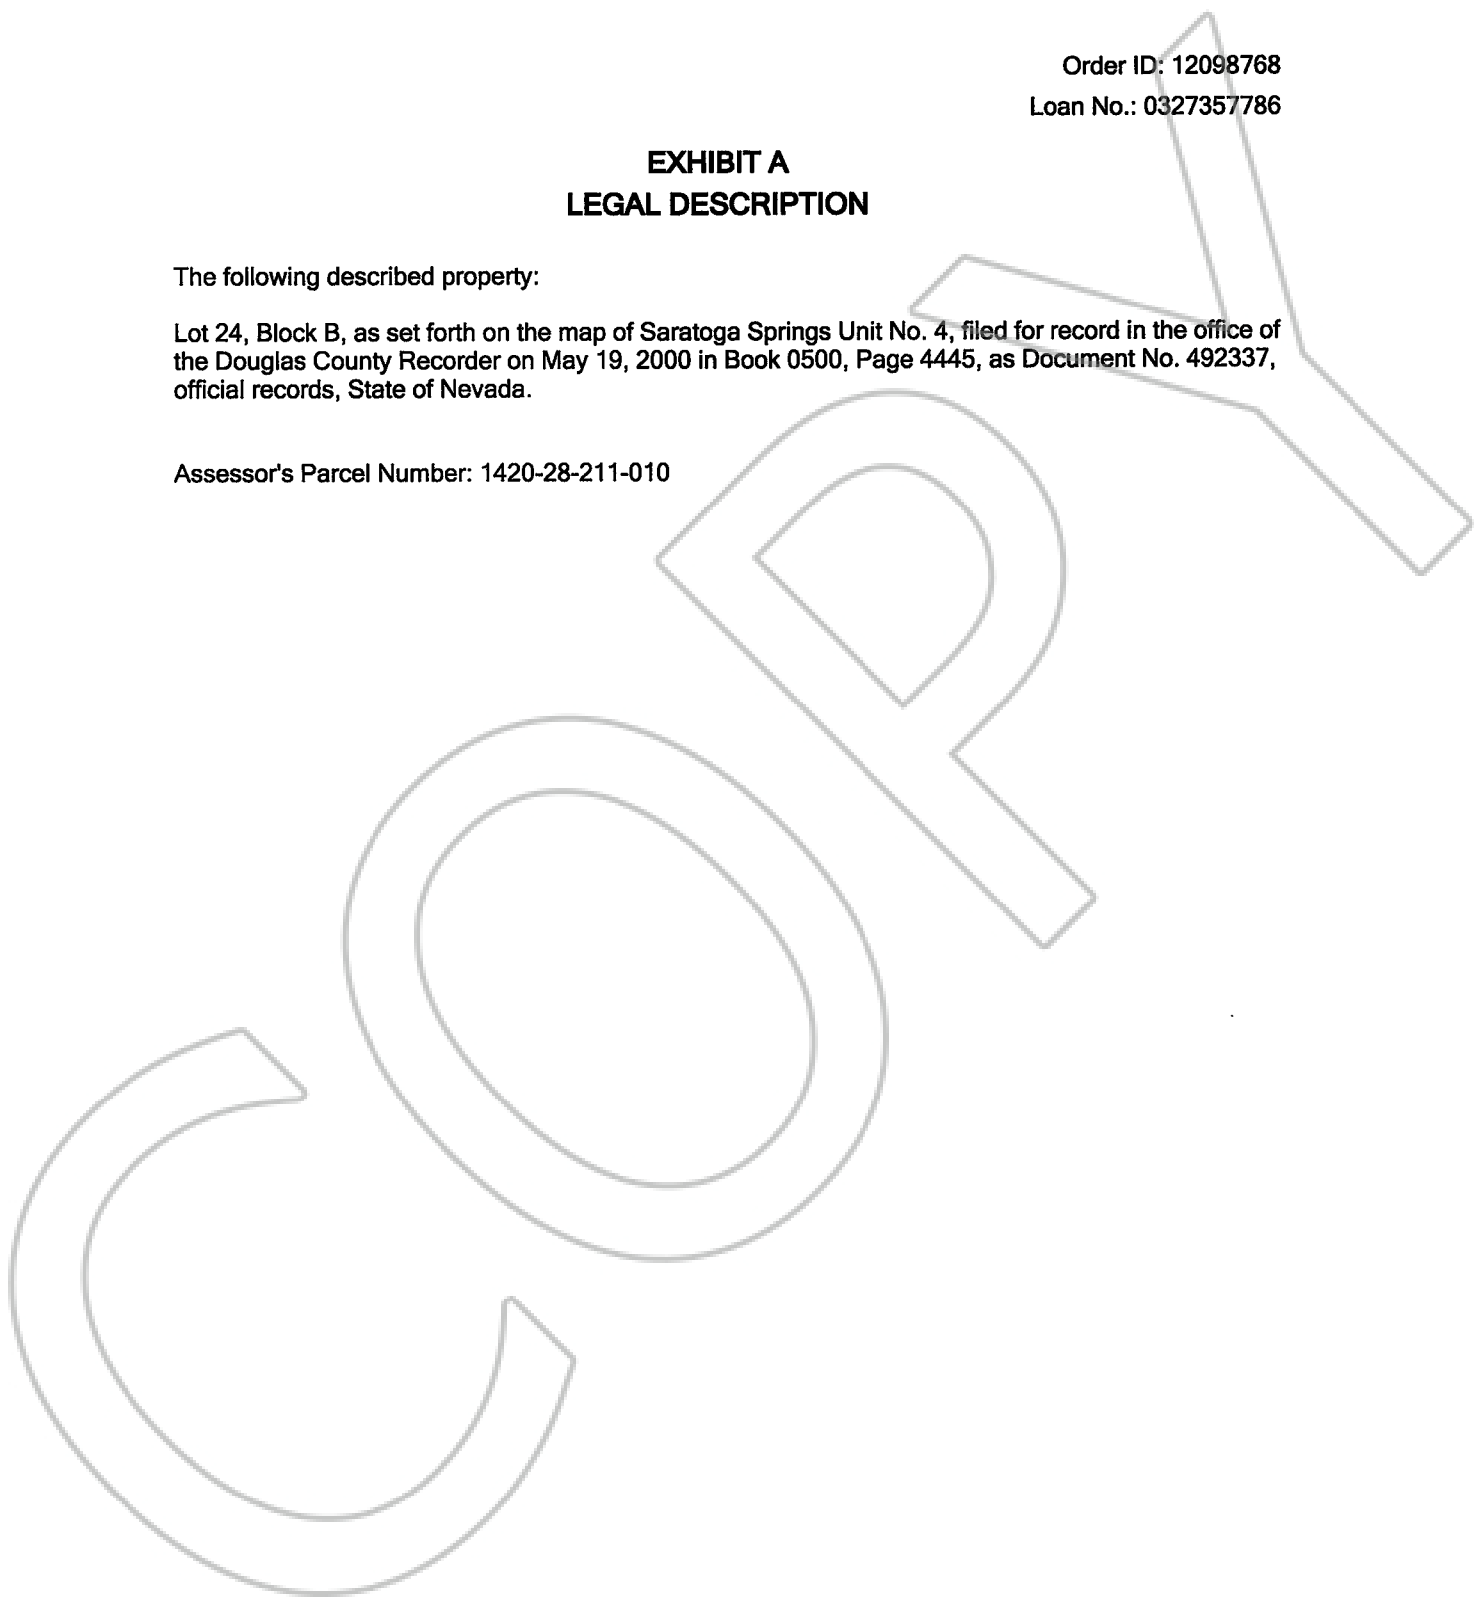 Order ID: 12098768
Loan No.: 0327357786
EXHIBIT A
LEGAL DESCRIPTION
The following described property:
Lot 24, Block B, as set forth on the map of Saratoga Springs Unit No. 4, filed for record in the office of
the Douglas County Recorder on May 19, 2000 in Book 0500, Page 4445, as Document No. 492337,
official records, State of Nevada.
Assessor's Parcel Number: 1420-28-211-010
COPY